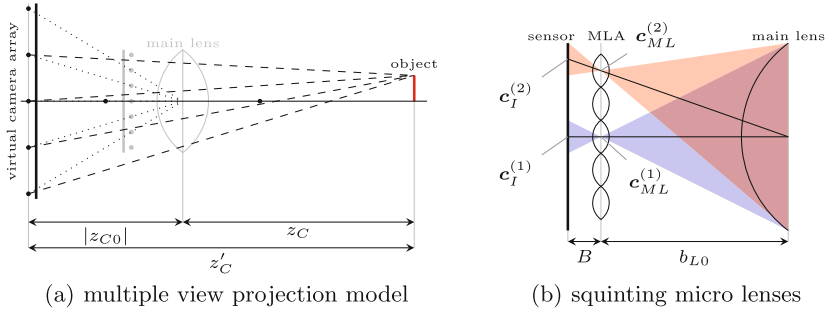 virtual camera array
main lens
object
|z_{C0}|
z_C
z'_C
(a) multiple view projection model
sensor MLA c_{ML}^{(2)} main lens
c_I^{(2)}
c_I^{(1)}
c_{ML}^{(1)}
B
b_{L0}
(b) squinting micro lenses